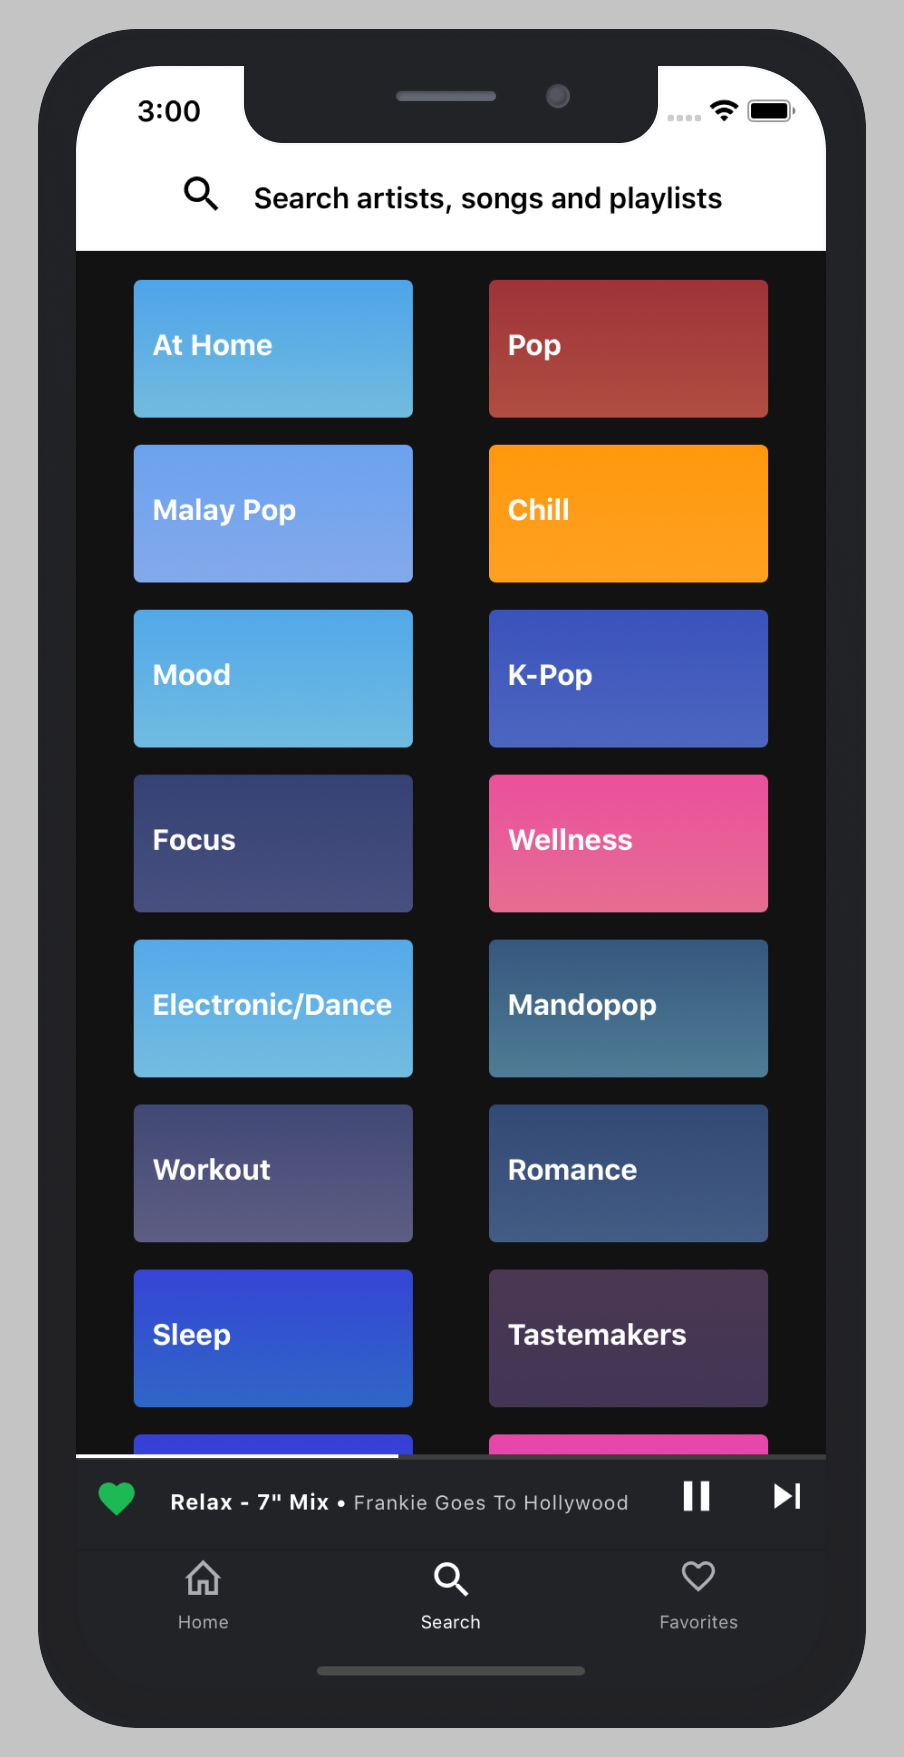 3:00
Search artists, songs and playlists
At Home
Pop
Malay Pop
Chill
Mood
K-Pop
Focus
Wellness
Electronic/Dance
Mandopop
Workout
Romance
Sleep
Tastemakers
Relax - 7" Mix • Frankie Goes To Hollywood
Home
Search
Favorites